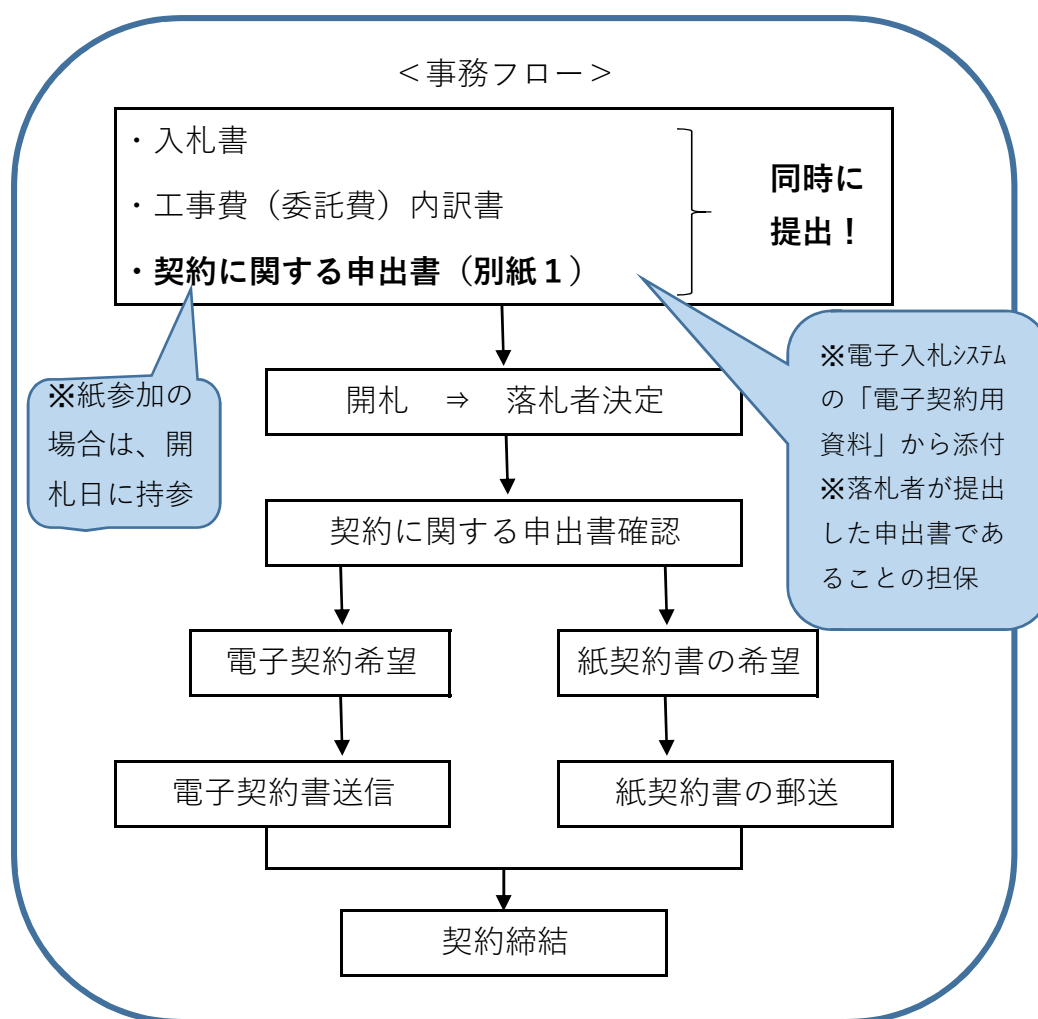 ＜事務フロー＞
・入札書
・工事費（委託費）内訳書
・契約に関する申出書（別紙１）
同時に
提出！
※紙参加の
場合は、開
札日に持参
※電子入札ｼｽﾃﾑ
の「電子契約用
資料」から添付
※落札者が提出
した申出書であ
ることの担保
開札　⇒　落札者決定
契約に関する申出書確認
電子契約希望
紙契約書の希望
電子契約書送信
紙契約書の郵送
契約締結